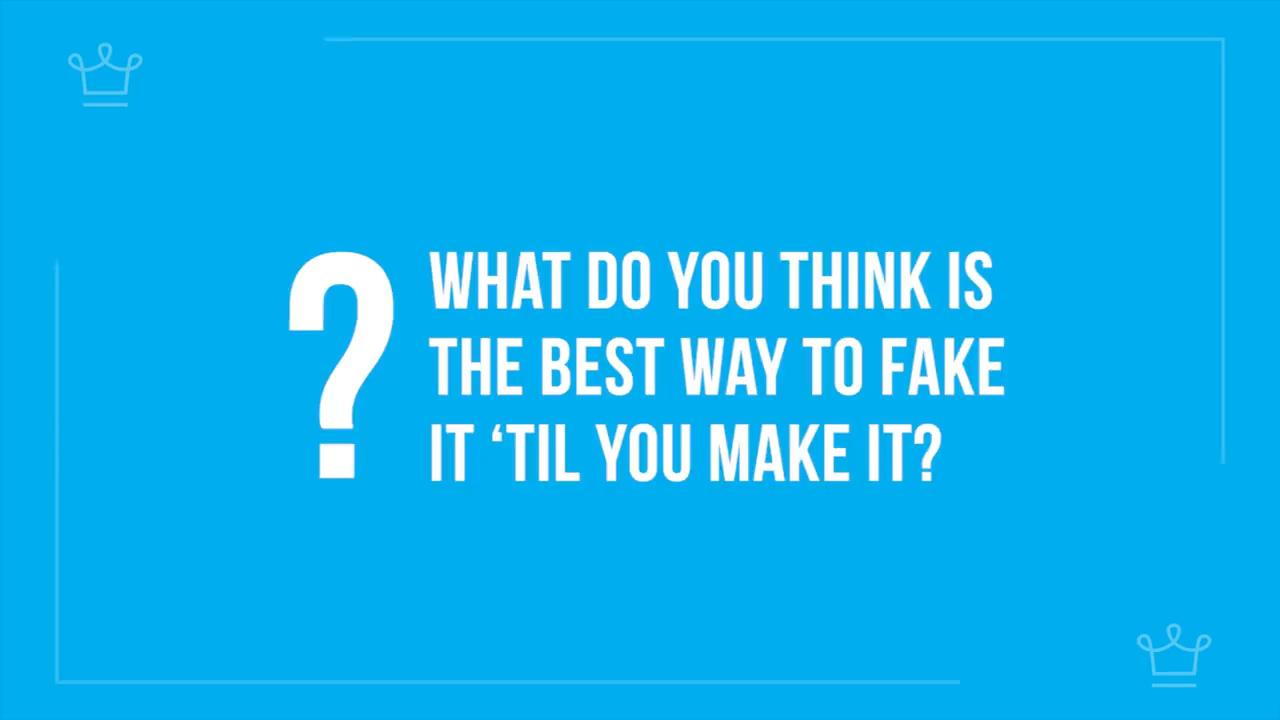 ?
WHAT DO YOU THINK IS
THE BEST WAY TO FAKE
IT ‘TIL YOU MAKE IT?